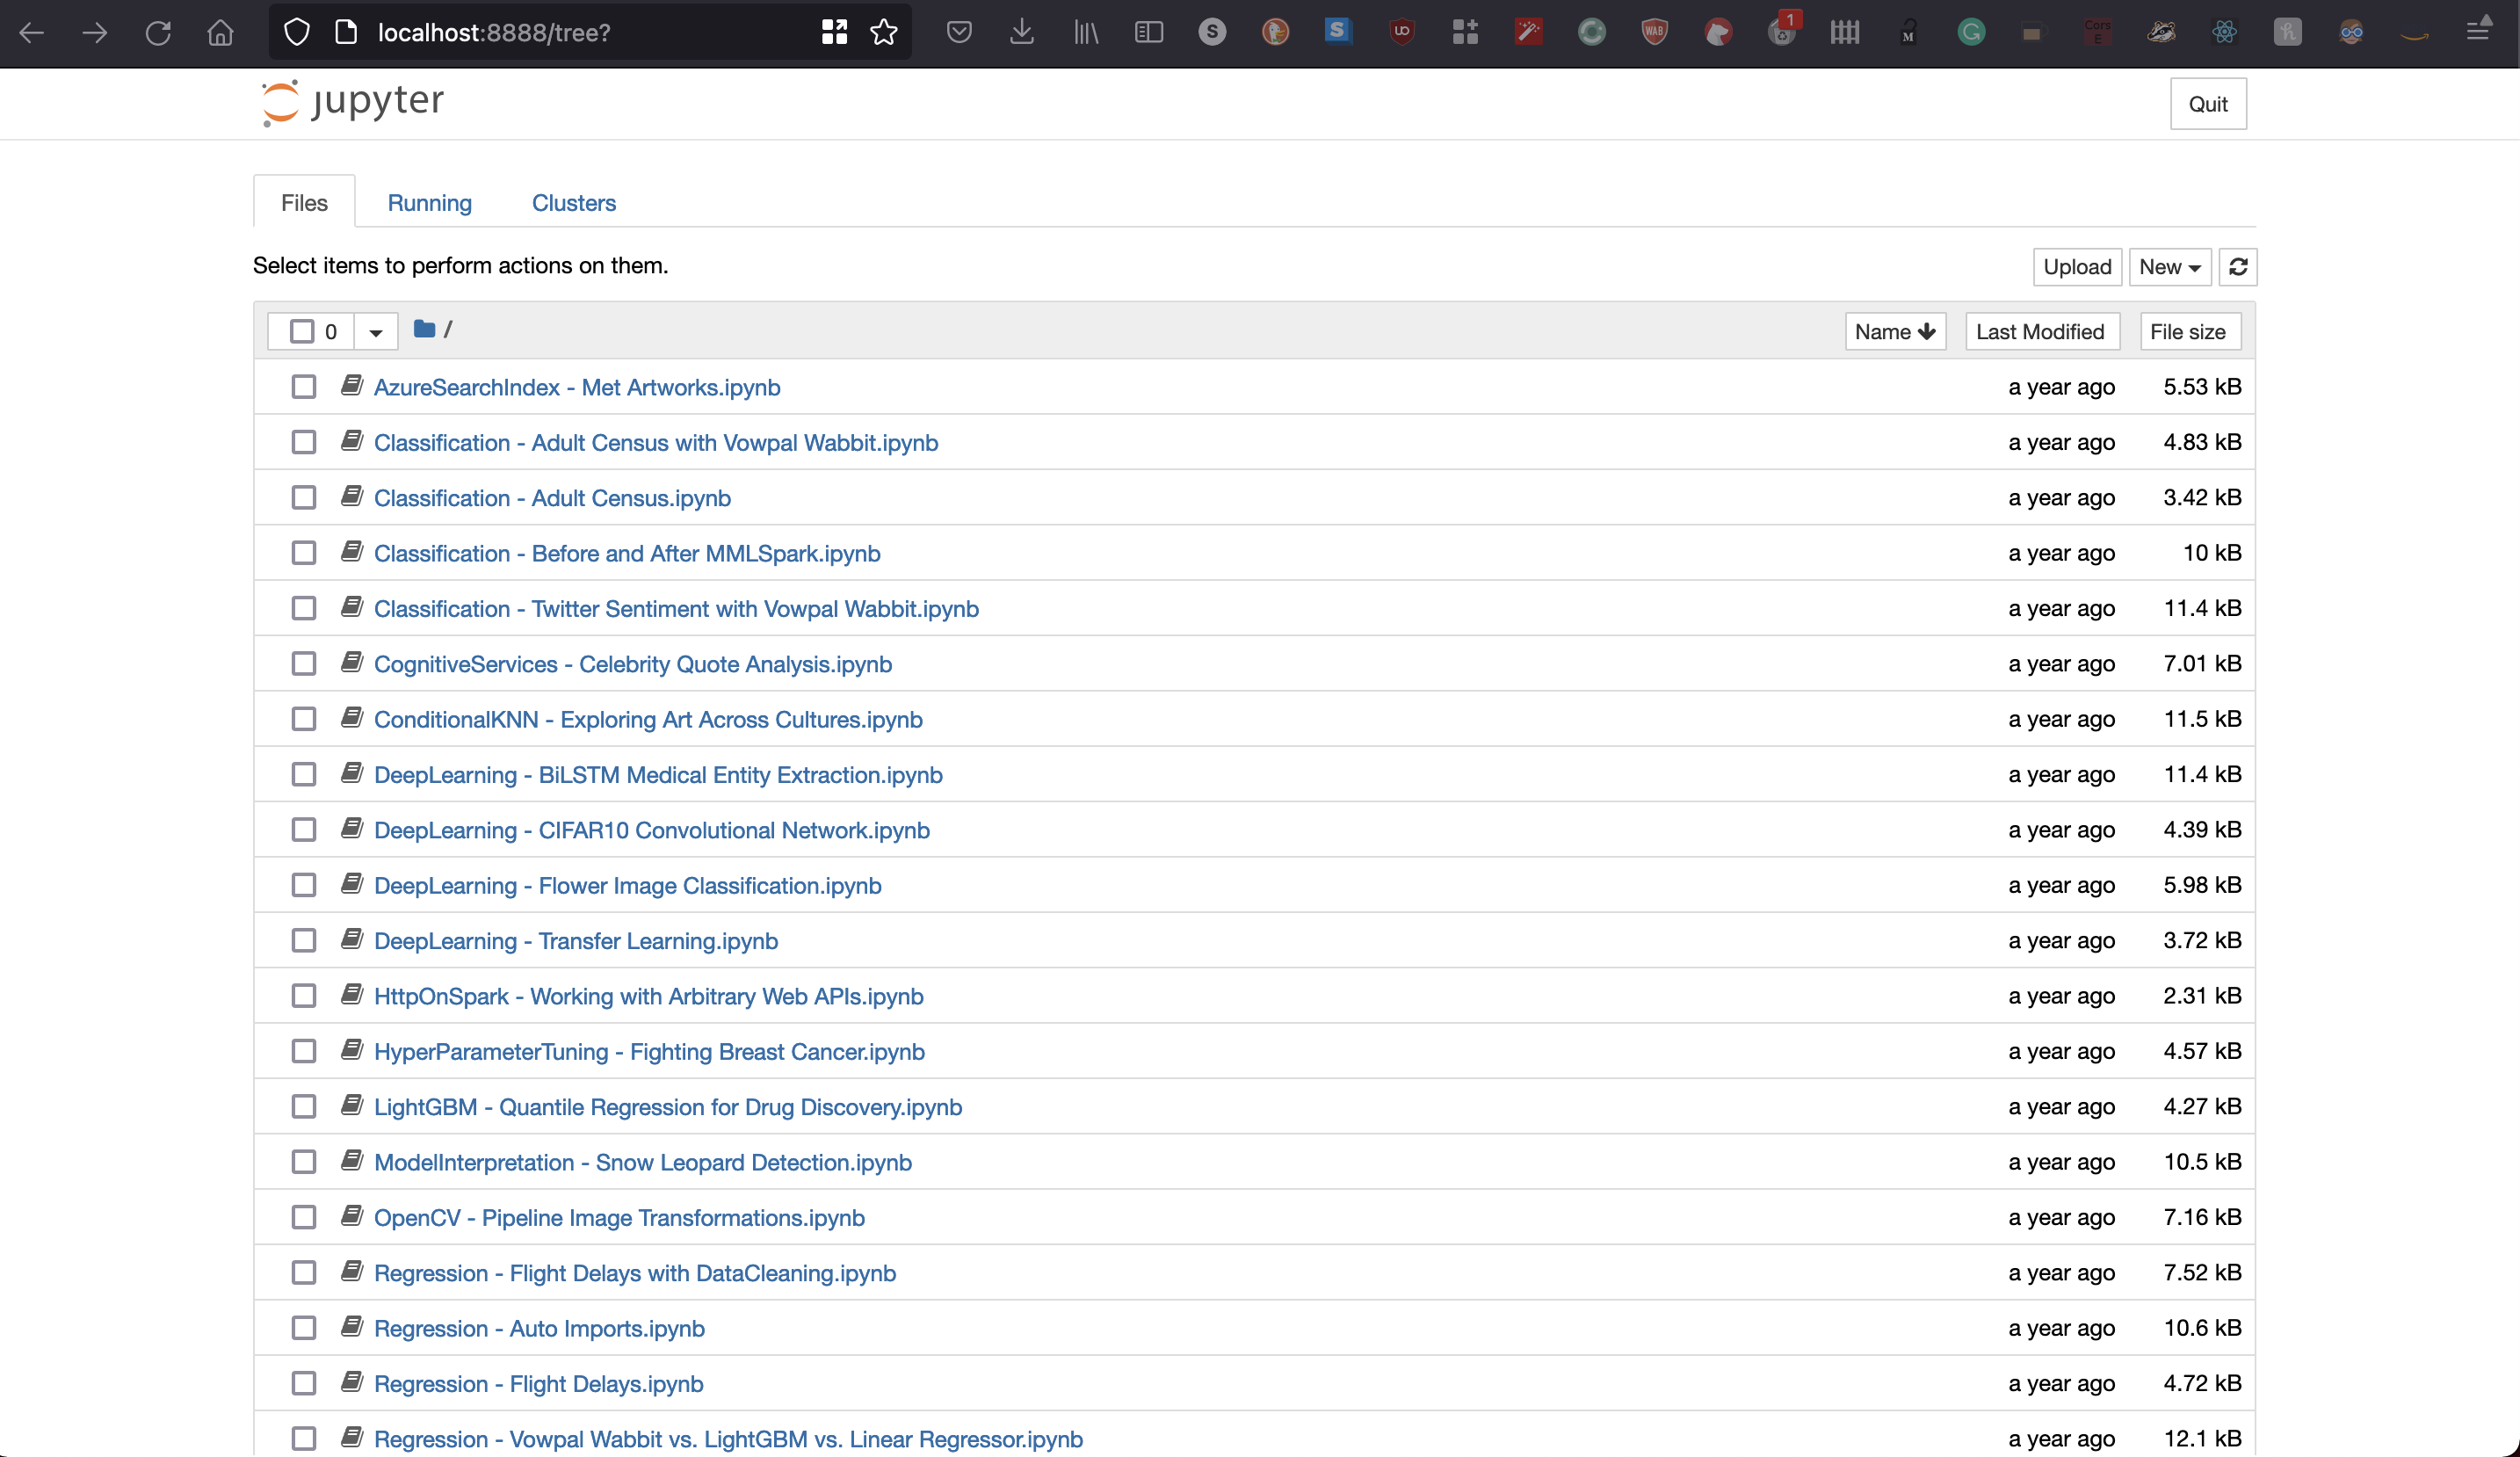 localhost:8888/tree?
S
S
UO
WAB
1
M
G
Cars
E
h
jupyter
Quit
Files
Running
Clusters
Select items to perform actions on them.
Upload
New
0
/
Name
Last Modified
File size
AzureSearchIndex - Met Artworks.ipynb a year ago 5.53 kB
Classification - Adult Census with Vowpal Wabbit.ipynb a year ago 4.83 kB
Classification - Adult Census.ipynb a year ago 3.42 kB
Classification - Before and After MMLSpark.ipynb a year ago 10 kB
Classification - Twitter Sentiment with Vowpal Wabbit.ipynb a year ago 11.4 kB
CognitiveServices - Celebrity Quote Analysis.ipynb a year ago 7.01 kB
ConditionalKNN - Exploring Art Across Cultures.ipynb a year ago 11.5 kB
DeepLearning - BiLSTM Medical Entity Extraction.ipynb a year ago 11.4 kB
DeepLearning - CIFAR10 Convolutional Network.ipynb a year ago 4.39 kB
DeepLearning - Flower Image Classification.ipynb a year ago 5.98 kB
DeepLearning - Transfer Learning.ipynb a year ago 3.72 kB
HttpOnSpark - Working with Arbitrary Web APIs.ipynb a year ago 2.31 kB
HyperParameterTuning - Fighting Breast Cancer.ipynb a year ago 4.57 kB
LightGBM - Quantile Regression for Drug Discovery.ipynb a year ago 4.27 kB
ModelInterpretation - Snow Leopard Detection.ipynb a year ago 10.5 kB
OpenCV - Pipeline Image Transformations.ipynb a year ago 7.16 kB
Regression - Flight Delays with DataCleaning.ipynb a year ago 7.52 kB
Regression - Auto Imports.ipynb a year ago 10.6 kB
Regression - Flight Delays.ipynb a year ago 4.72 kB
Regression - Vowpal Wabbit vs. LightGBM vs. Linear Regressor.ipynb a year ago 12.1 kB